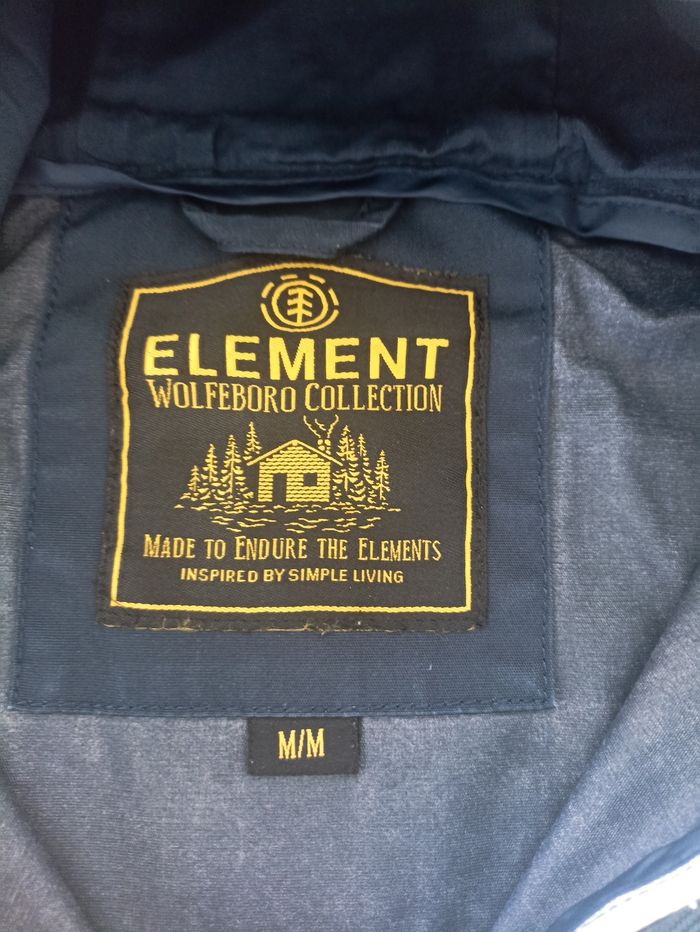 ELEMENT
WOLFEBORO COLLECTION
MADE TO ENDURE THE ELEMENTS
INSPIRED BY SIMPLE LIVING
M/M